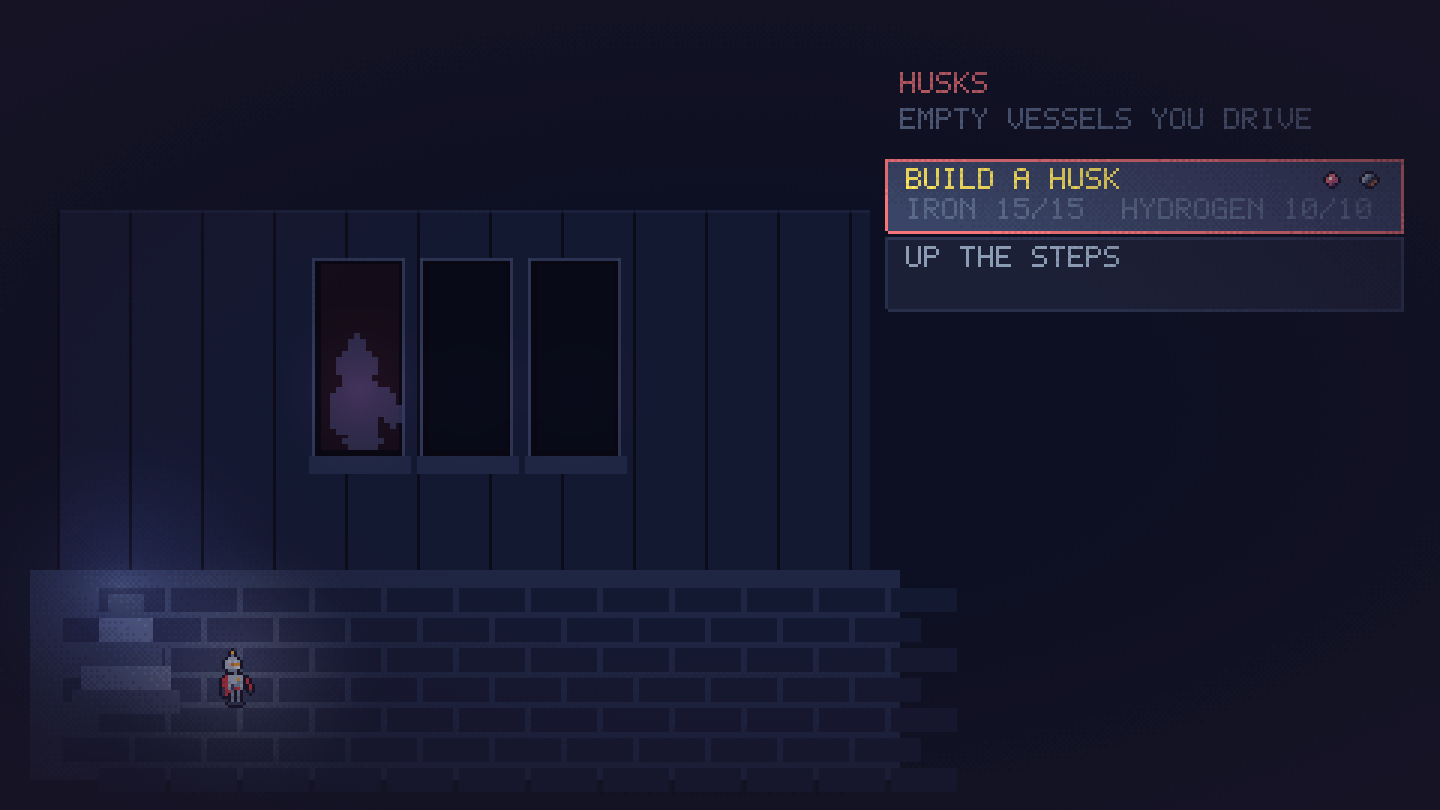 HUSKS
EMPTY VESSELS YOU DRIVE
BUILD A HUSK
IRON 15/15 HYDROGEN 10/10
UP THE STEPS